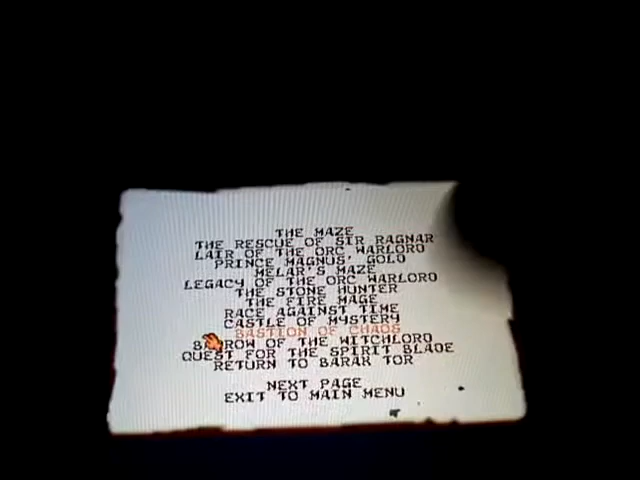 THE MAZE
THE RESCUE OF SIR RAGNAR
LAIR OF THE ORC WARLORD
PRINCE MAGNUS' GOLD
MELAR'S MAZE
LEGACY OF THE ORC WARLORD
THE STONE HUNTER
THE FIRE MAGE
RACE AGAINST TIME
CASTLE OF MYSTERY
BASTION OF CHAOS
BARROW OF THE WITCHLORD
QUEST FOR THE SPIRIT BLADE
RETURN TO BARAK TOR
NEXT PAGE
EXIT TO MAIN MENU